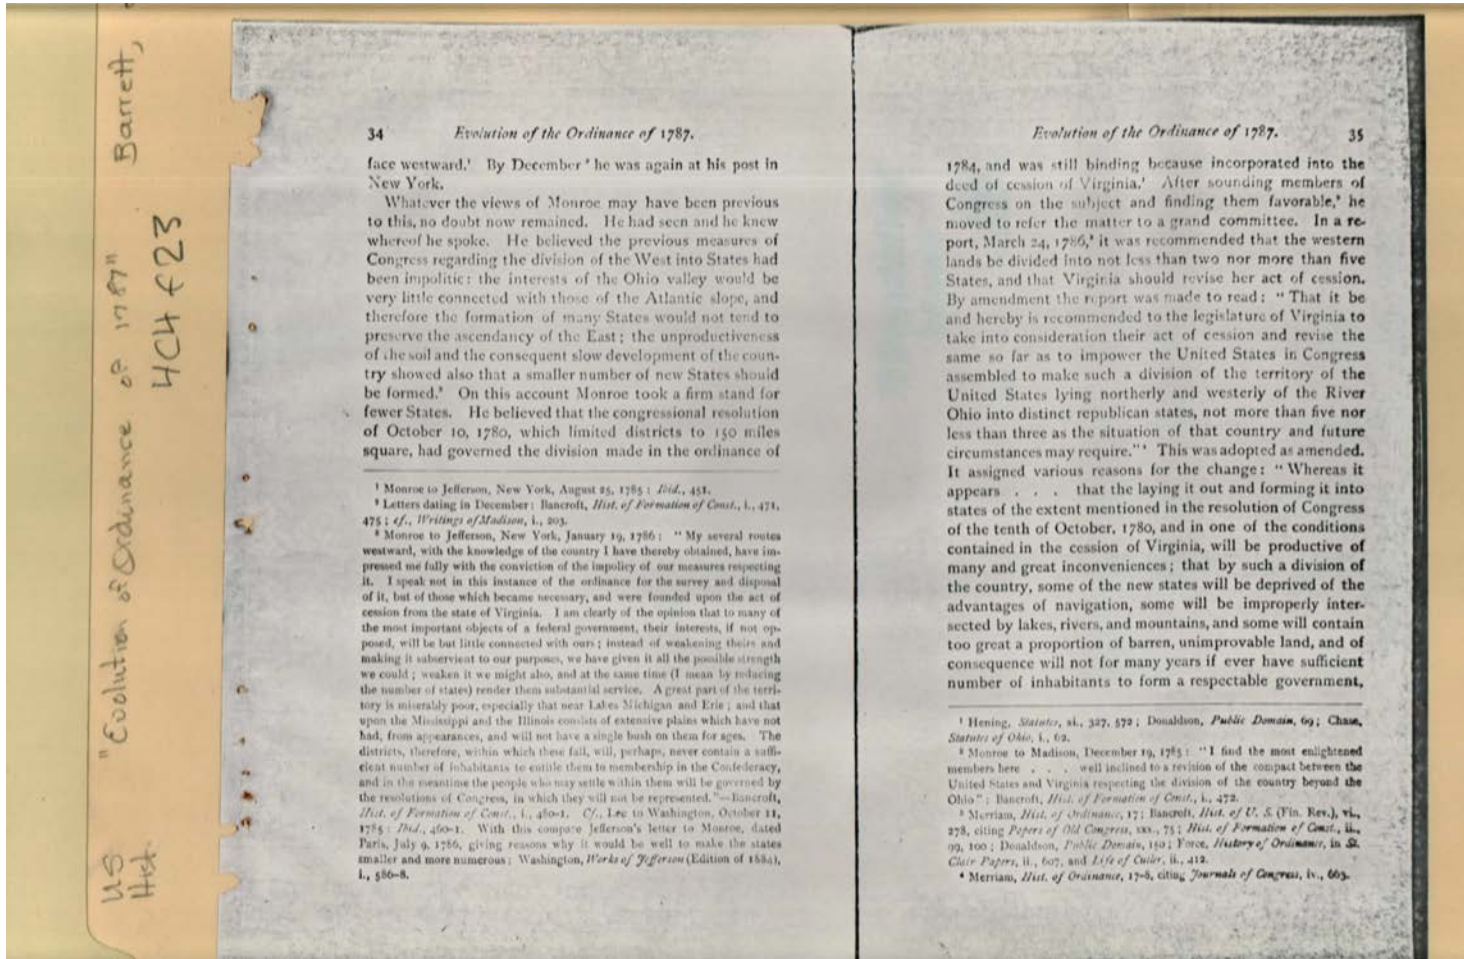 US "Evolution of Ordinance of 1787" Barrett,
Hist. 4CH f23
34 Evolution of the Ordinance of 1787.
face westward.¹ By December ² he was again at his post in
New York.
Whatever the views of Monroe may have been previous
to this, no doubt now remained. He had seen and he knew
whereof he spoke. He believed the previous measures of
Congress regarding the division of the West into States had
been impolitic: the interests of the Ohio valley would be
very little connected with those of the Atlantic slope, and
therefore the formation of many States would not tend to
preserve the ascendancy of the East; the unproductiveness
of the soil and the consequent slow development of the coun-
try showed also that a smaller number of new States should
be formed.³ On this account Monroe took a firm stand for
fewer States. He believed that the congressional resolution
of October 10, 1780, which limited districts to 150 miles
square, had governed the division made in the ordinance of
¹ Monroe to Jefferson, New York, August 25, 1785: Ibid., 451.
² Letters dating in December: Bancroft, Hist. of Formation of Const., i., 471,
475; cf., Writings of Madison, i., 203.
³ Monroe to Jefferson, New York, January 19, 1786: "My several routes
westward, with the knowledge of the country I have thereby obtained, have im-
pressed me fully with the conviction of the impolicy of our measures respecting
it. I speak not in this instance of the ordinance for the survey and disposal
of it, but of those which became necessary, and were founded upon the act of
cession from the state of Virginia. I am clearly of the opinion that to many of
the most important objects of a federal government, their interests, if not op-
posed, will be but little connected with ours; instead of weakening theirs and
making it subservient to our purposes, we have given it all the possible strength
we could; weaken it we might also, and at the same time (I mean by reducing
the number of states) render them substantial service. A great part of the terri-
tory is miserably poor, especially that near Lakes Michigan and Erie; and that
upon the Mississippi and the Illinois consists of extensive plains which have not
had, from appearances, and will not have a single bush on them for ages. The
districts, therefore, within which these fall, will, perhaps, never contain a suffi-
cient number of inhabitants to entitle them to membership in the Confederacy,
and in the meantime the people who may settle within them will be governed by
the resolutions of Congress, in which they will not be represented."—Bancroft,
Hist. of Formation of Const., i., 480-1. Cf., Lee to Washington, October 11,
1785: Ibid., 460-1. With this compare Jefferson's letter to Monroe, dated
Paris, July 9, 1786, giving reasons why it would be well to make the states
smaller and more numerous; Washington, Works of Jefferson (Edition of 1884),
i., 586-8.
Evolution of the Ordinance of 1787. 35
1784, and was still binding because incorporated into the
deed of cession of Virginia.¹ After sounding members of
Congress on the subject and finding them favorable,² he
moved to refer the matter to a grand committee. In a re-
port, March 24, 1786,³ it was recommended that the western
lands be divided into not less than two nor more than five
States, and that Virginia should revise her act of cession.
By amendment the report was made to read: "That it be
and hereby is recommended to the legislature of Virginia to
take into consideration their act of cession and revise the
same so far as to impower the United States in Congress
assembled to make such a division of the territory of the
United States lying northerly and westerly of the River
Ohio into distinct republican states, not more than five nor
less than three as the situation of that country and future
circumstances may require."⁴ This was adopted as amended.
It assigned various reasons for the change: "Whereas it
appears . . . that the laying it out and forming it into
states of the extent mentioned in the resolution of Congress
of the tenth of October, 1780, and in one of the conditions
contained in the cession of Virginia, will be productive of
many and great inconveniences; that by such a division of
the country, some of the new states will be deprived of the
advantages of navigation, some will be improperly inter-
sected by lakes, rivers, and mountains, and some will contain
too great a proportion of barren, unimprovable land, and of
consequence will not for many years if ever have sufficient
number of inhabitants to form a respectable government,
¹ Hening, Statutes, xi., 327, 572; Donaldson, Public Domain, 69; Chase,
Statutes of Ohio, i., 62.
² Monroe to Madison, December 19, 1785: "I find the most enlightened
members here . . . well inclined to a revision of the compact between the
United States and Virginia respecting the division of the country beyond the
Ohio": Bancroft, Hist. of Formation of Const., i., 472.
³ Merriam, Hist. of Ordinance, 17; Bancroft, Hist. of U. S. (Fin. Rev.), vi.,
278, citing Papers of Old Congress, xxx., 75; Hist. of Formation of Const., ii.,
99, 100; Donaldson, Public Domain, 150; Force, History of Ordinance, in St.
Clair Papers, ii., 607, and Life of Cutler, ii., 412.
⁴ Merriam, Hist. of Ordinance, 17-8, citing Journals of Congress, iv., 663.